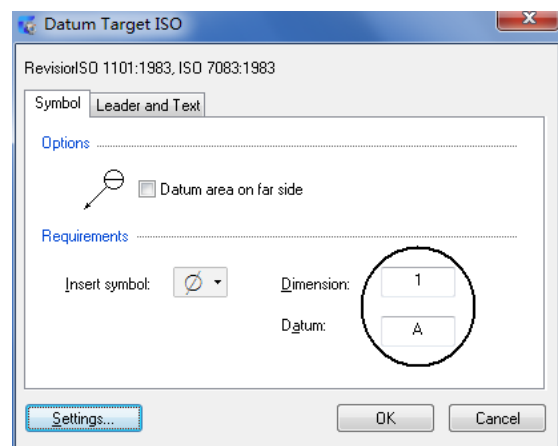 Datum Target ISO
RevisiorISO 1101:1983, ISO 7083:1983
Symbol Leader and Text
Options
Datum area on far side
Requirements
Insert symbol: Ø Dimension: 1
Datum: A
Settings... OK Cancel